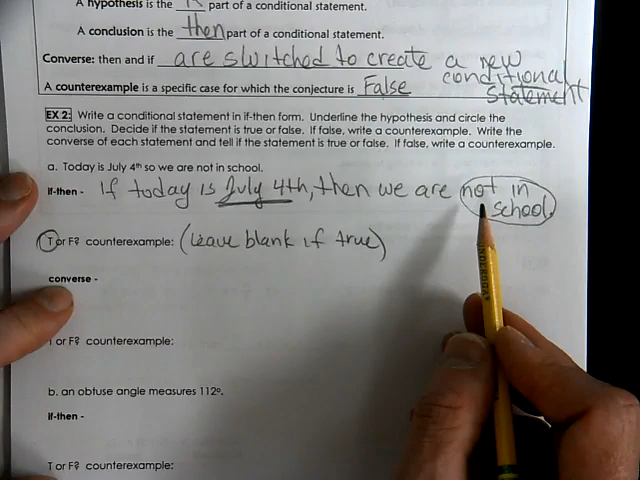 A hypothesis is the If part of a conditional statement.
A conclusion is the then part of a conditional statement.
Converse: then and if are switched to create a new conditional statement
A counterexample is a specific case for which the conjecture is False
EX 2: Write a conditional statement in if-then form. Underline the hypothesis and circle the
conclusion. Decide if the statement is true or false. If false, write a counterexample. Write the
converse of each statement and tell if the statement is true or false. If false, write a counterexample.
a. Today is July 4th so we are not in school.
if-then - If today is July 4th, then we are not in school.
T or F? counterexample: (leave blank if true)
converse -
T or F? counterexample:
b. an obtuse angle measures 112°.
if-then -
T or F? counterexample: